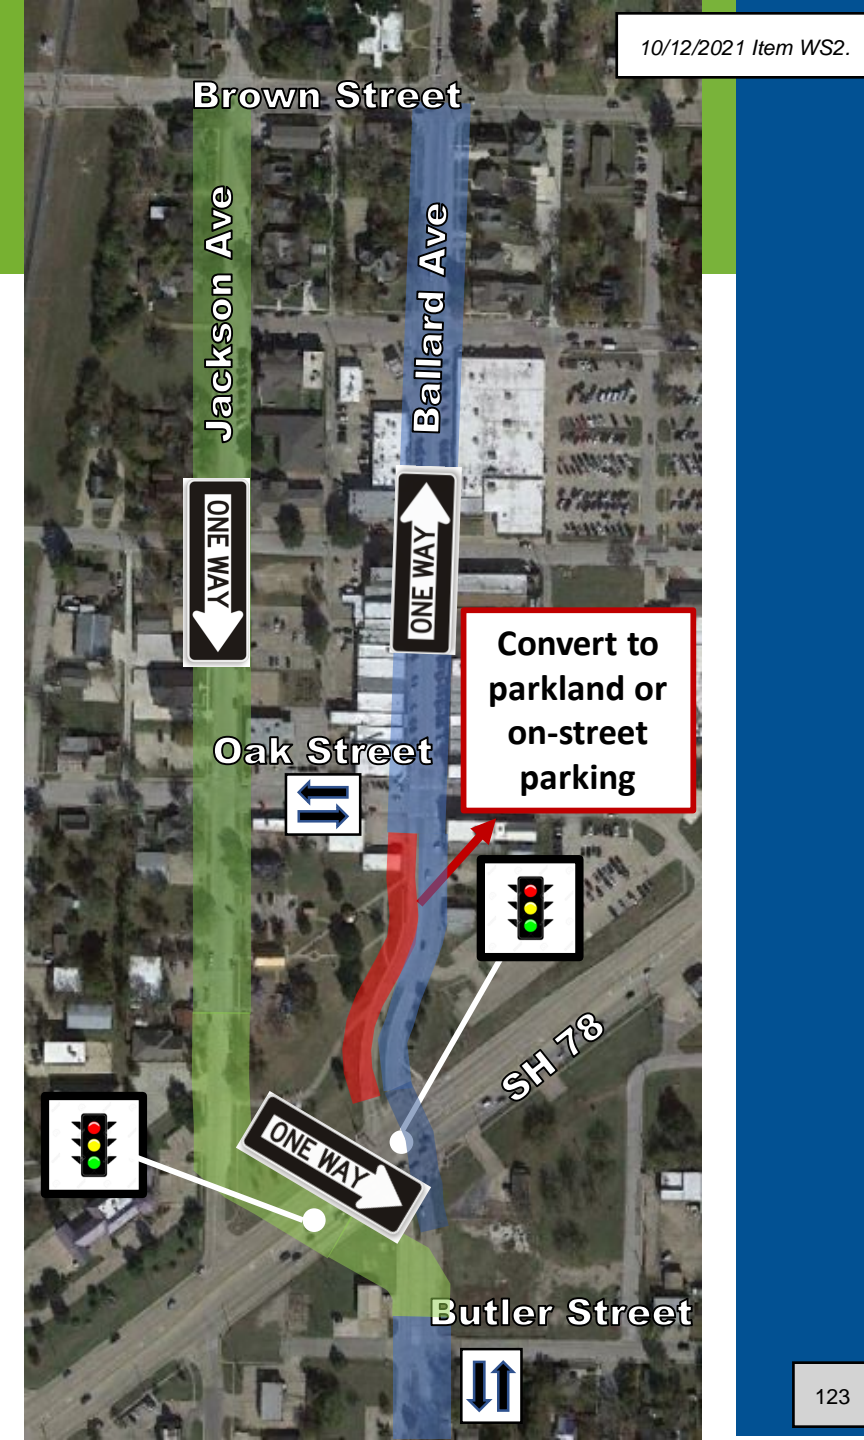 10/12/2021 Item WS2.
Brown Street
Jackson Ave
Ballard Ave
ONE WAY
ONE WAY
Convert to
parkland or
on-street
parking
Oak Street
SH 78
ONE WAY
Butler Street
123